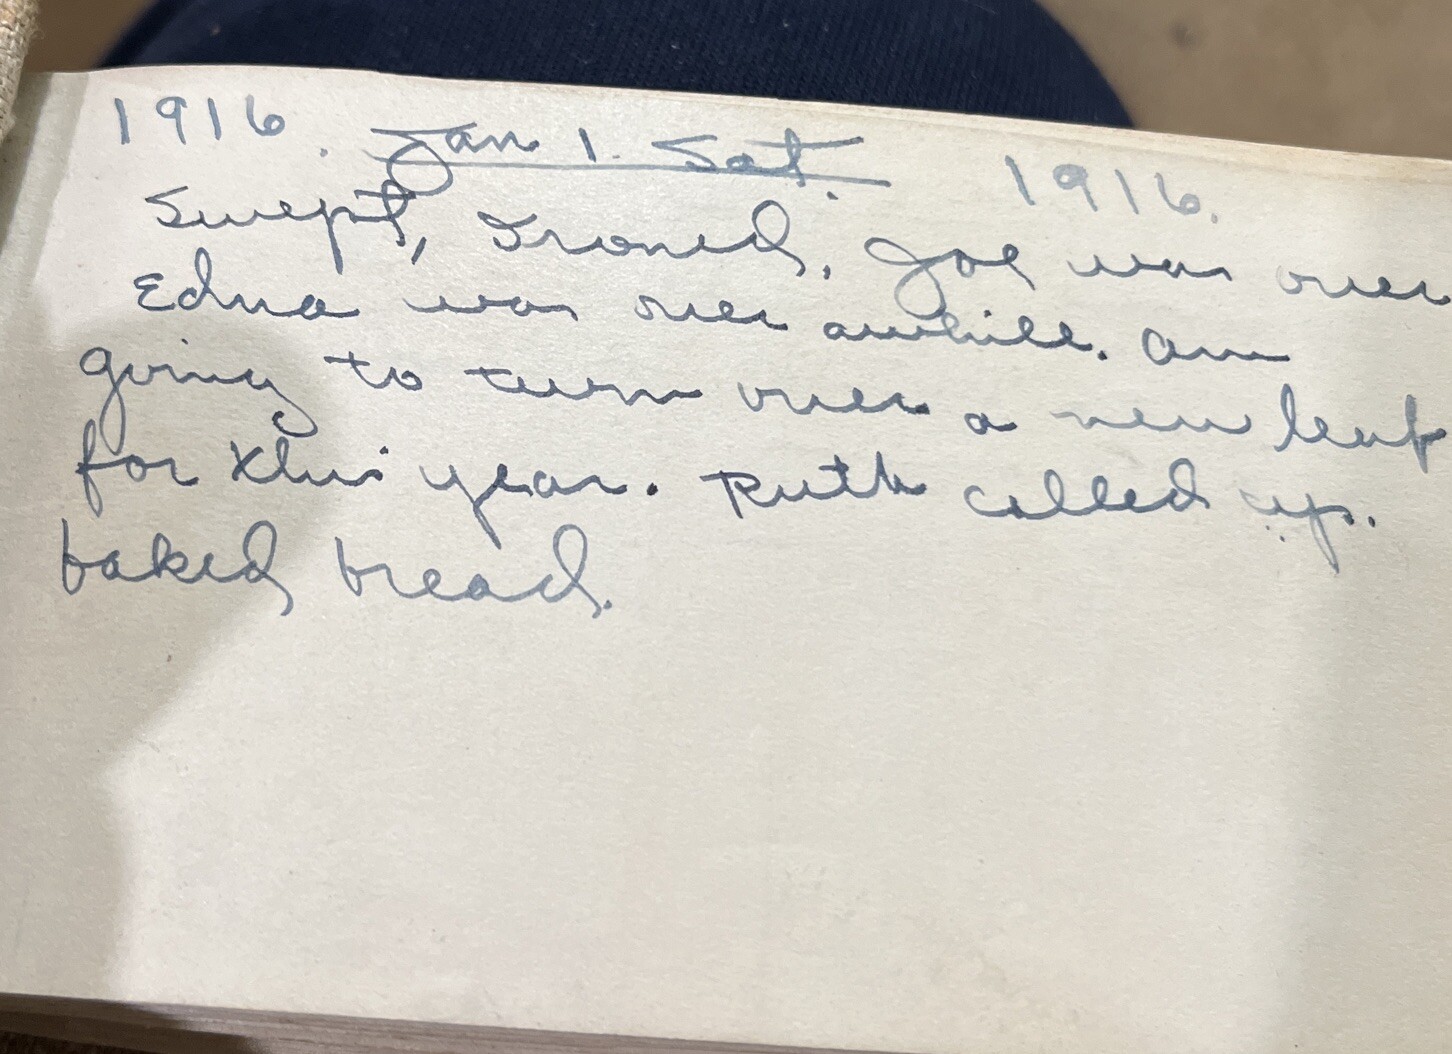 1916. Jan 1. Sat. 1916.
Swept, Ironed, Joe was over
Edna was over awhile. Am
going to turn over a new leaf
for this year. Ruth called up.
baked bread.